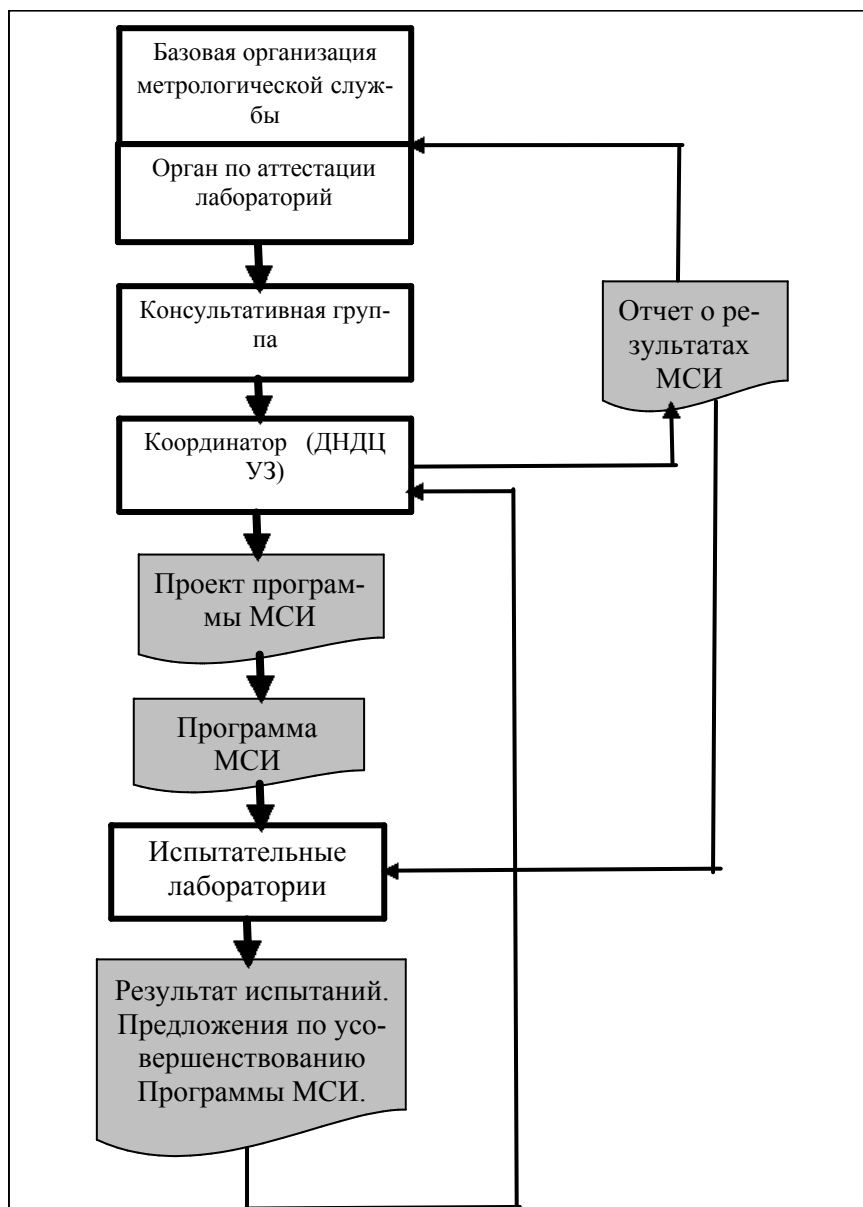 Базовая организация
метрологической служ-
бы
Орган по аттестации
лабораторий
Консультативная груп-
па
Отчет о ре-
зультатах
МСИ
Координатор (ДНДЦ
УЗ)
Проект програм-
мы МСИ
Программа
МСИ
Испытательные
лаборатории
Результат испытаний.
Предложения по усо-
вершенствованию
Программы МСИ.